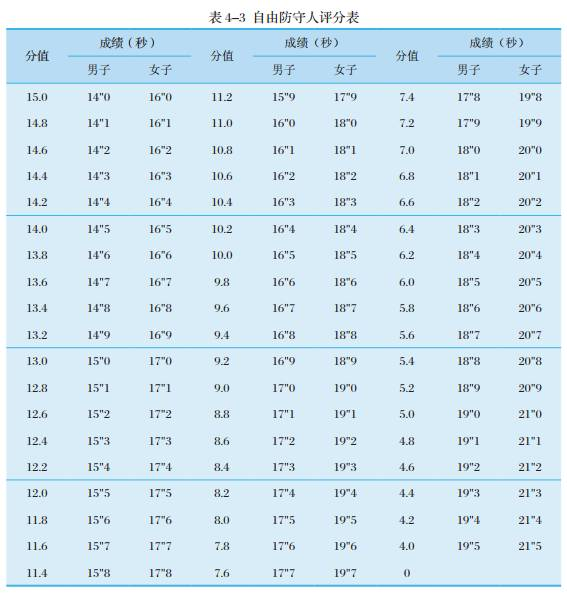 表 4–3 自由防守人评分表
分值 成绩（秒） 分值 成绩（秒） 分值 成绩（秒）
男子 女子 男子 女子 男子 女子
15.0 14"0 16"0 11.2 15"9 17"9 7.4 17"8 19"8
14.8 14"1 16"1 11.0 16"0 18"0 7.2 17"9 19"9
14.6 14"2 16"2 10.8 16"1 18"1 7.0 18"0 20"0
14.4 14"3 16"3 10.6 16"2 18"2 6.8 18"1 20"1
14.2 14"4 16"4 10.4 16"3 18"3 6.6 18"2 20"2
14.0 14"5 16"5 10.2 16"4 18"4 6.4 18"3 20"3
13.8 14"6 16"6 10.0 16"5 18"5 6.2 18"4 20"4
13.6 14"7 16"7 9.8 16"6 18"6 6.0 18"5 20"5
13.4 14"8 16"8 9.6 16"7 18"7 5.8 18"6 20"6
13.2 14"9 16"9 9.4 16"8 18"8 5.6 18"7 20"7
13.0 15"0 17"0 9.2 16"9 18"9 5.4 18"8 20"8
12.8 15"1 17"1 9.0 17"0 19"0 5.2 18"9 20"9
12.6 15"2 17"2 8.8 17"1 19"1 5.0 19"0 21"0
12.4 15"3 17"3 8.6 17"2 19"2 4.8 19"1 21"1
12.2 15"4 17"4 8.4 17"3 19"3 4.6 19"2 21"2
12.0 15"5 17"5 8.2 17"4 19"4 4.4 19"3 21"3
11.8 15"6 17"6 8.0 17"5 19"5 4.2 19"4 21"4
11.6 15"7 17"7 7.8 17"6 19"6 4.0 19"5 21"5
11.4 15"8 17"8 7.6 17"7 19"7 0